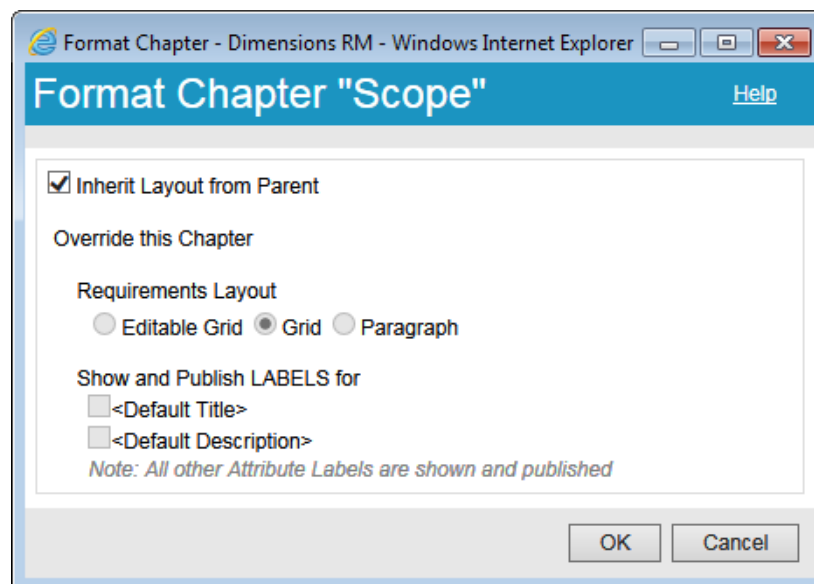 Format Chapter - Dimensions RM - Windows Internet Explorer
Format Chapter "Scope"
Help
Inherit Layout from Parent
Override this Chapter
Requirements Layout
Editable Grid Grid Paragraph
Show and Publish LABELS for
<Default Title>
<Default Description>
Note: All other Attribute Labels are shown and published
OK Cancel